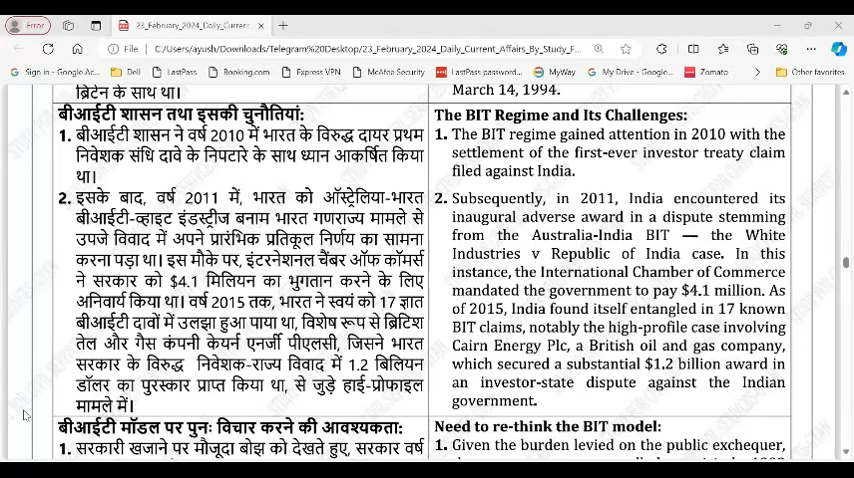 Error
23_February_2024_Daily_Curren
File
C:/Users/ayush/Downloads/Telegram%20Desktop/23_February_2024_Daily_Current_Affairs_By_Study_F...
Sign in - Google Ac...
Dell
LastPass
Booking.com
Express VPN
McAfee Security
LastPass password...
MyWay
My Drive - Google...
Zomato
Other favorites
ब्रिटेन के साथ था।
बीआईटी शासन तथा इसकी चुनौतियां:
1. बीआईटी शासन ने वर्ष 2010 में भारत के विरुद्ध दायर प्रथम
निवेशक संधि दावे के निपटारे के साथ ध्यान आकर्षित किया
था।
2. इसके बाद, वर्ष 2011 में, भारत को ऑस्ट्रेलिया-भारत
बीआईटी-व्हाइट इंडस्ट्रीज बनाम भारत गणराज्य मामले से
उपजे विवाद में अपने प्रारंभिक प्रतिकूल निर्णय का सामना
करना पड़ा था। इस मौके पर, इंटरनेशनल चैंबर ऑफ कॉमर्स
ने सरकार को $4.1 मिलियन का भुगतान करने के लिए
अनिवार्य किया था। वर्ष 2015 तक, भारत ने स्वयं को 17 ज्ञात
बीआईटी दावों में उलझा हुआ पाया था, विशेष रूप से ब्रिटिश
तेल और गैस कंपनी केयर्न एनर्जी पीएलसी, जिसने भारत
सरकार के विरुद्ध निवेशक-राज्य विवाद में 1.2 बिलियन
डॉलर का पुरस्कार प्राप्त किया था, से जुड़े हाई-प्रोफाइल
मामले में।
बीआईटी मॉडल पर पुनः विचार करने की आवश्यकता:
1. सरकारी खजाने पर मौजूदा बोझ को देखते हुए, सरकार वर्ष
March 14, 1994.
The BIT Regime and Its Challenges:
1. The BIT regime gained attention in 2010 with the
settlement of the first-ever investor treaty claim
filed against India.
2. Subsequently, in 2011, India encountered its
inaugural adverse award in a dispute stemming
from the Australia-India BIT — the White
Industries v Republic of India case. In this
instance, the International Chamber of Commerce
mandated the government to pay $4.1 million. As
of 2015, India found itself entangled in 17 known
BIT claims, notably the high-profile case involving
Cairn Energy Plc, a British oil and gas company,
which secured a substantial $1.2 billion award in
an investor-state dispute against the Indian
government.
Need to re-think the BIT model:
1. Given the burden levied on the public exchequer,